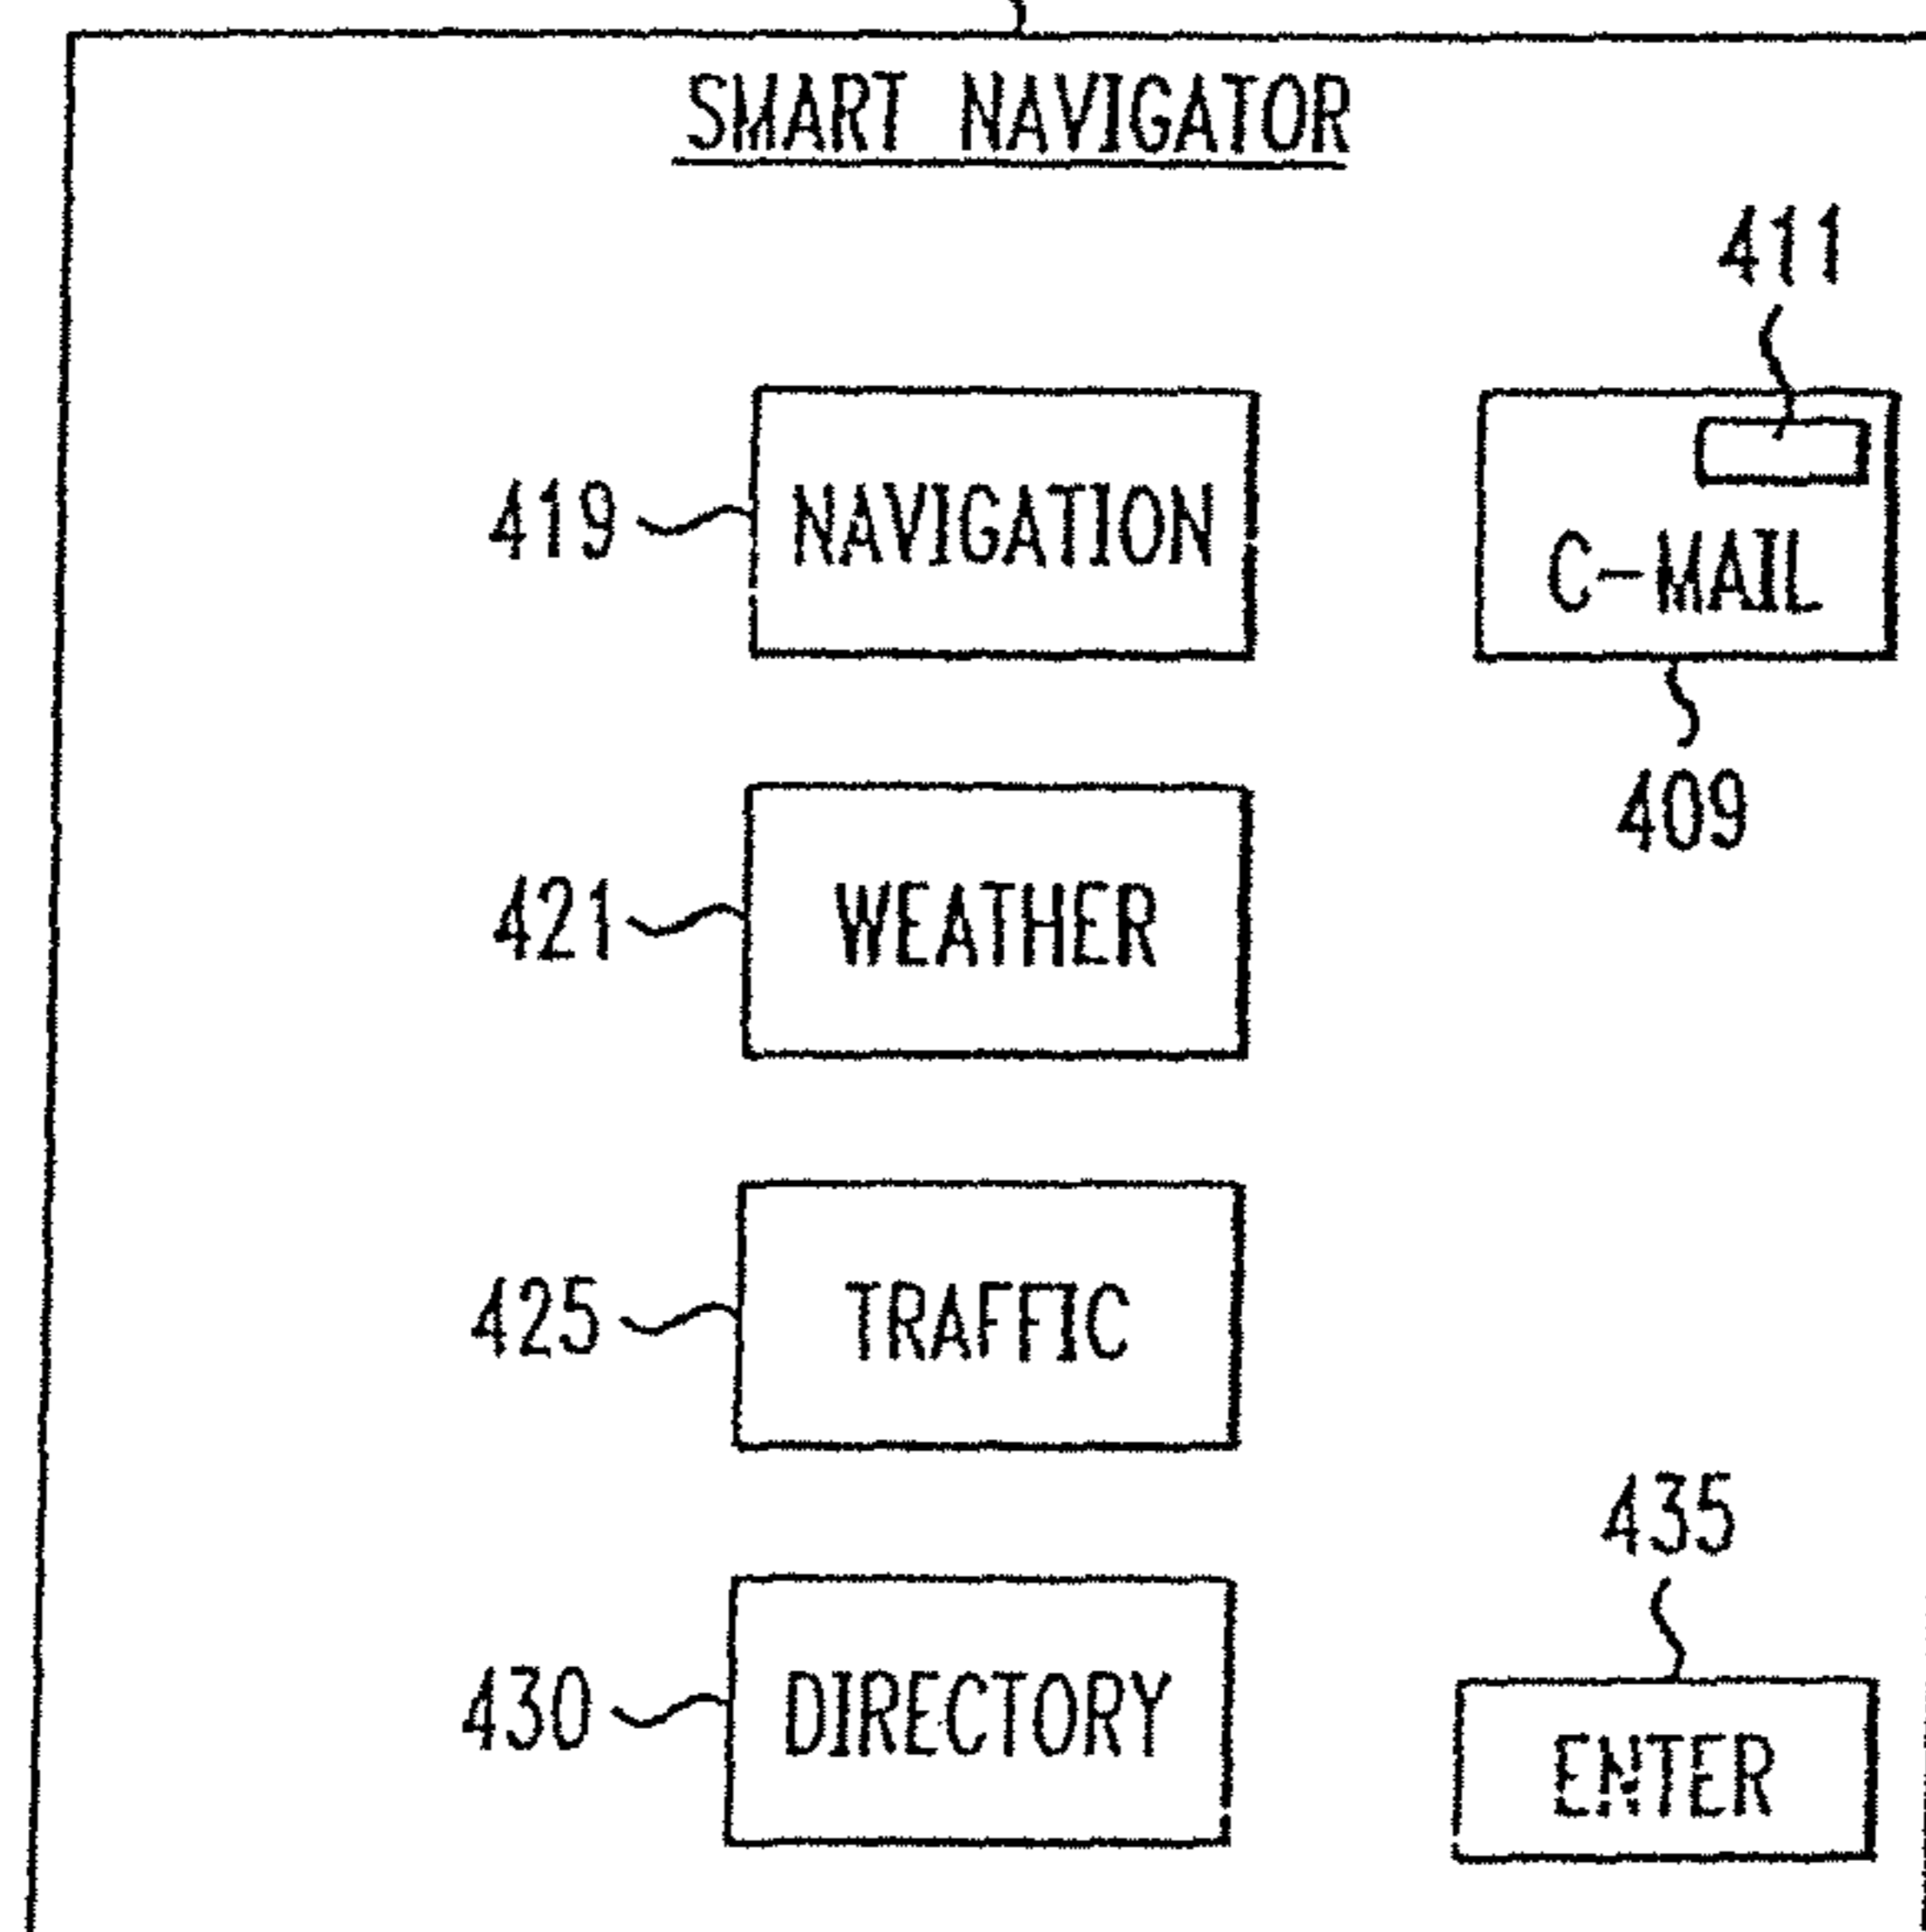 SMART NAVIGATOR
411
419 NAVIGATION
C-MAIL
409
421 WEATHER
425 TRAFFIC
435
430 DIRECTORY
ENTER